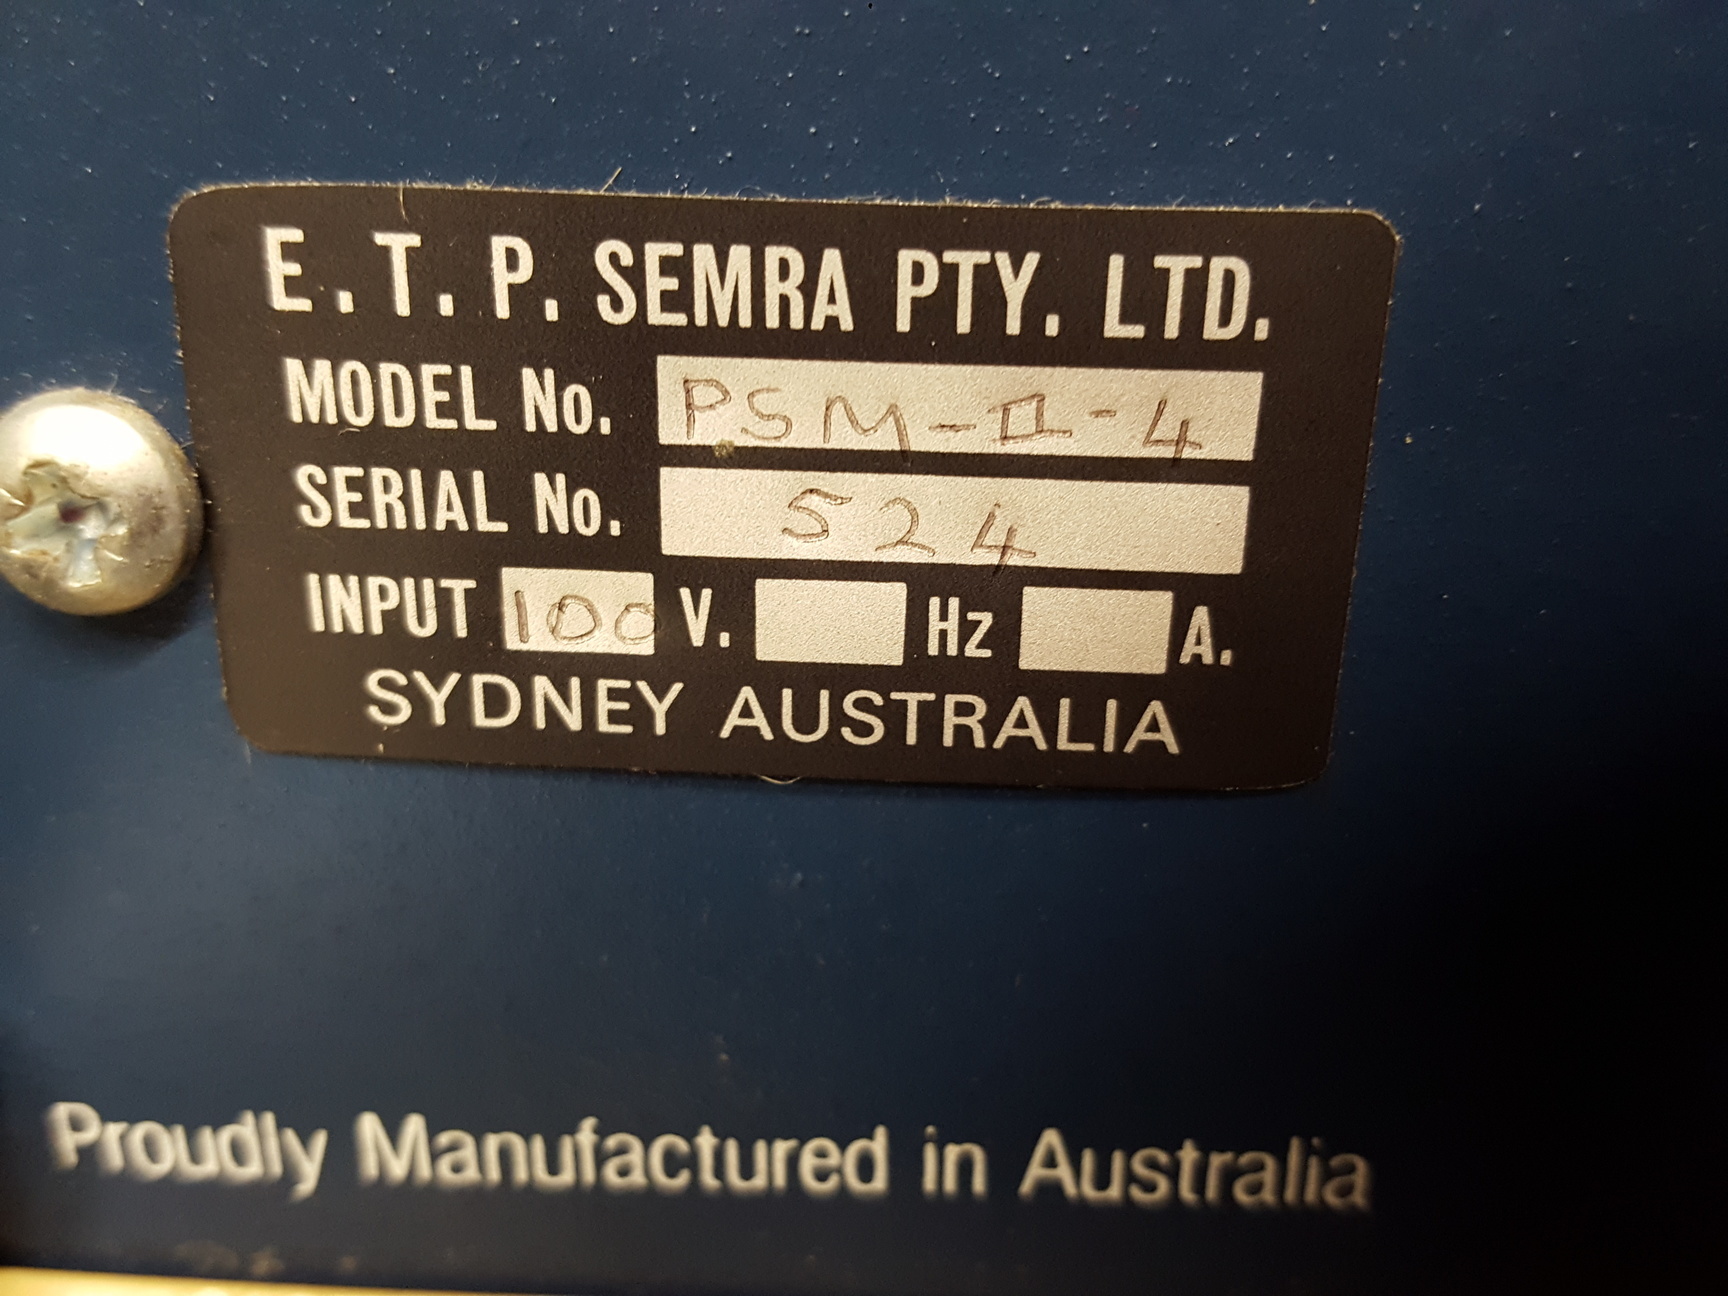 E. T. P. SEMRA PTY. LTD.
MODEL No. PSM-II-4
SERIAL No. 524
INPUT 100 V. Hz A.
SYDNEY AUSTRALIA
Proudly Manufactured in Australia